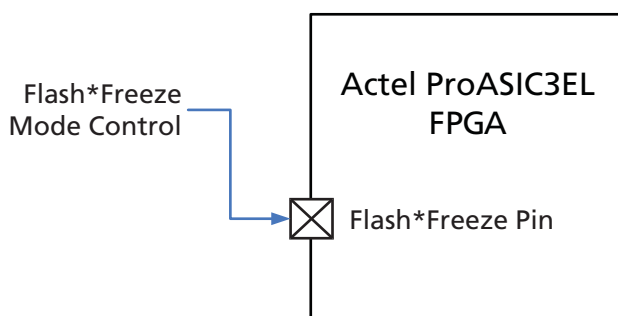 Flash*Freeze
Mode Control
Actel ProASIC3EL
FPGA
Flash*Freeze Pin